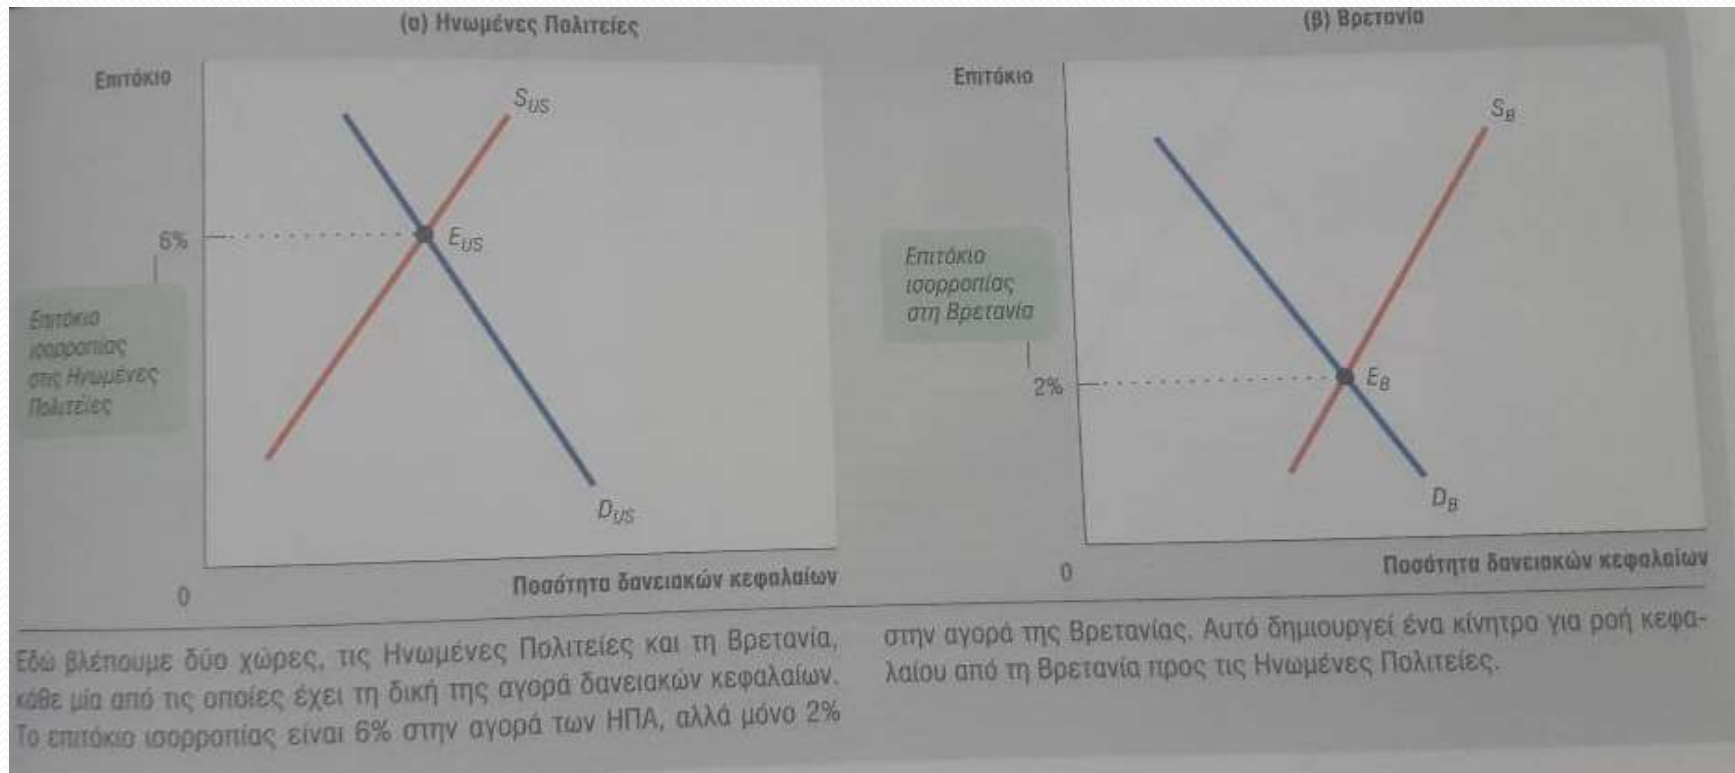 (α) Ηνωμένες Πολιτείες
Επιτόκιο
S_US
6%
E_US
Επιτόκιο
ισορροπίας
στις Ηνωμένες
Πολιτείες
D_US
0
Ποσότητα δανειακών κεφαλαίων
(β) Βρετανία
Επιτόκιο
S_B
Επιτόκιο
ισορροπίας
στη Βρετανία
2%
E_B
D_B
0
Ποσότητα δανειακών κεφαλαίων
Εδώ βλέπουμε δύο χώρες, τις Ηνωμένες Πολιτείες και τη Βρετανία,
κάθε μία από τις οποίες έχει τη δική της αγορά δανειακών κεφαλαίων.
Το επιτόκιο ισορροπίας είναι 6% στην αγορά των ΗΠΑ, αλλά μόνο 2%
στην αγορά της Βρετανίας. Αυτό δημιουργεί ένα κίνητρο για ροή κεφα-
λαίου από τη Βρετανία προς τις Ηνωμένες Πολιτείες.